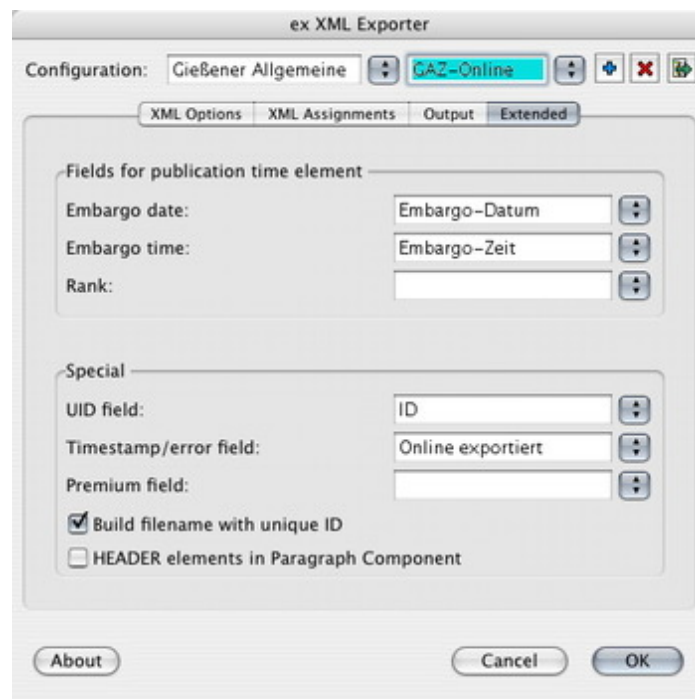 ex XML Exporter
Configuration: Gießener Allgemeine GAZ-Online
XML Options XML Assignments Output Extended
Fields for publication time element
Embargo date: Embargo-Datum
Embargo time: Embargo-Zeit
Rank:
Special
UID field: ID
Timestamp/error field: Online exportiert
Premium field:
Build filename with unique ID
HEADER elements in Paragraph Component
About Cancel OK